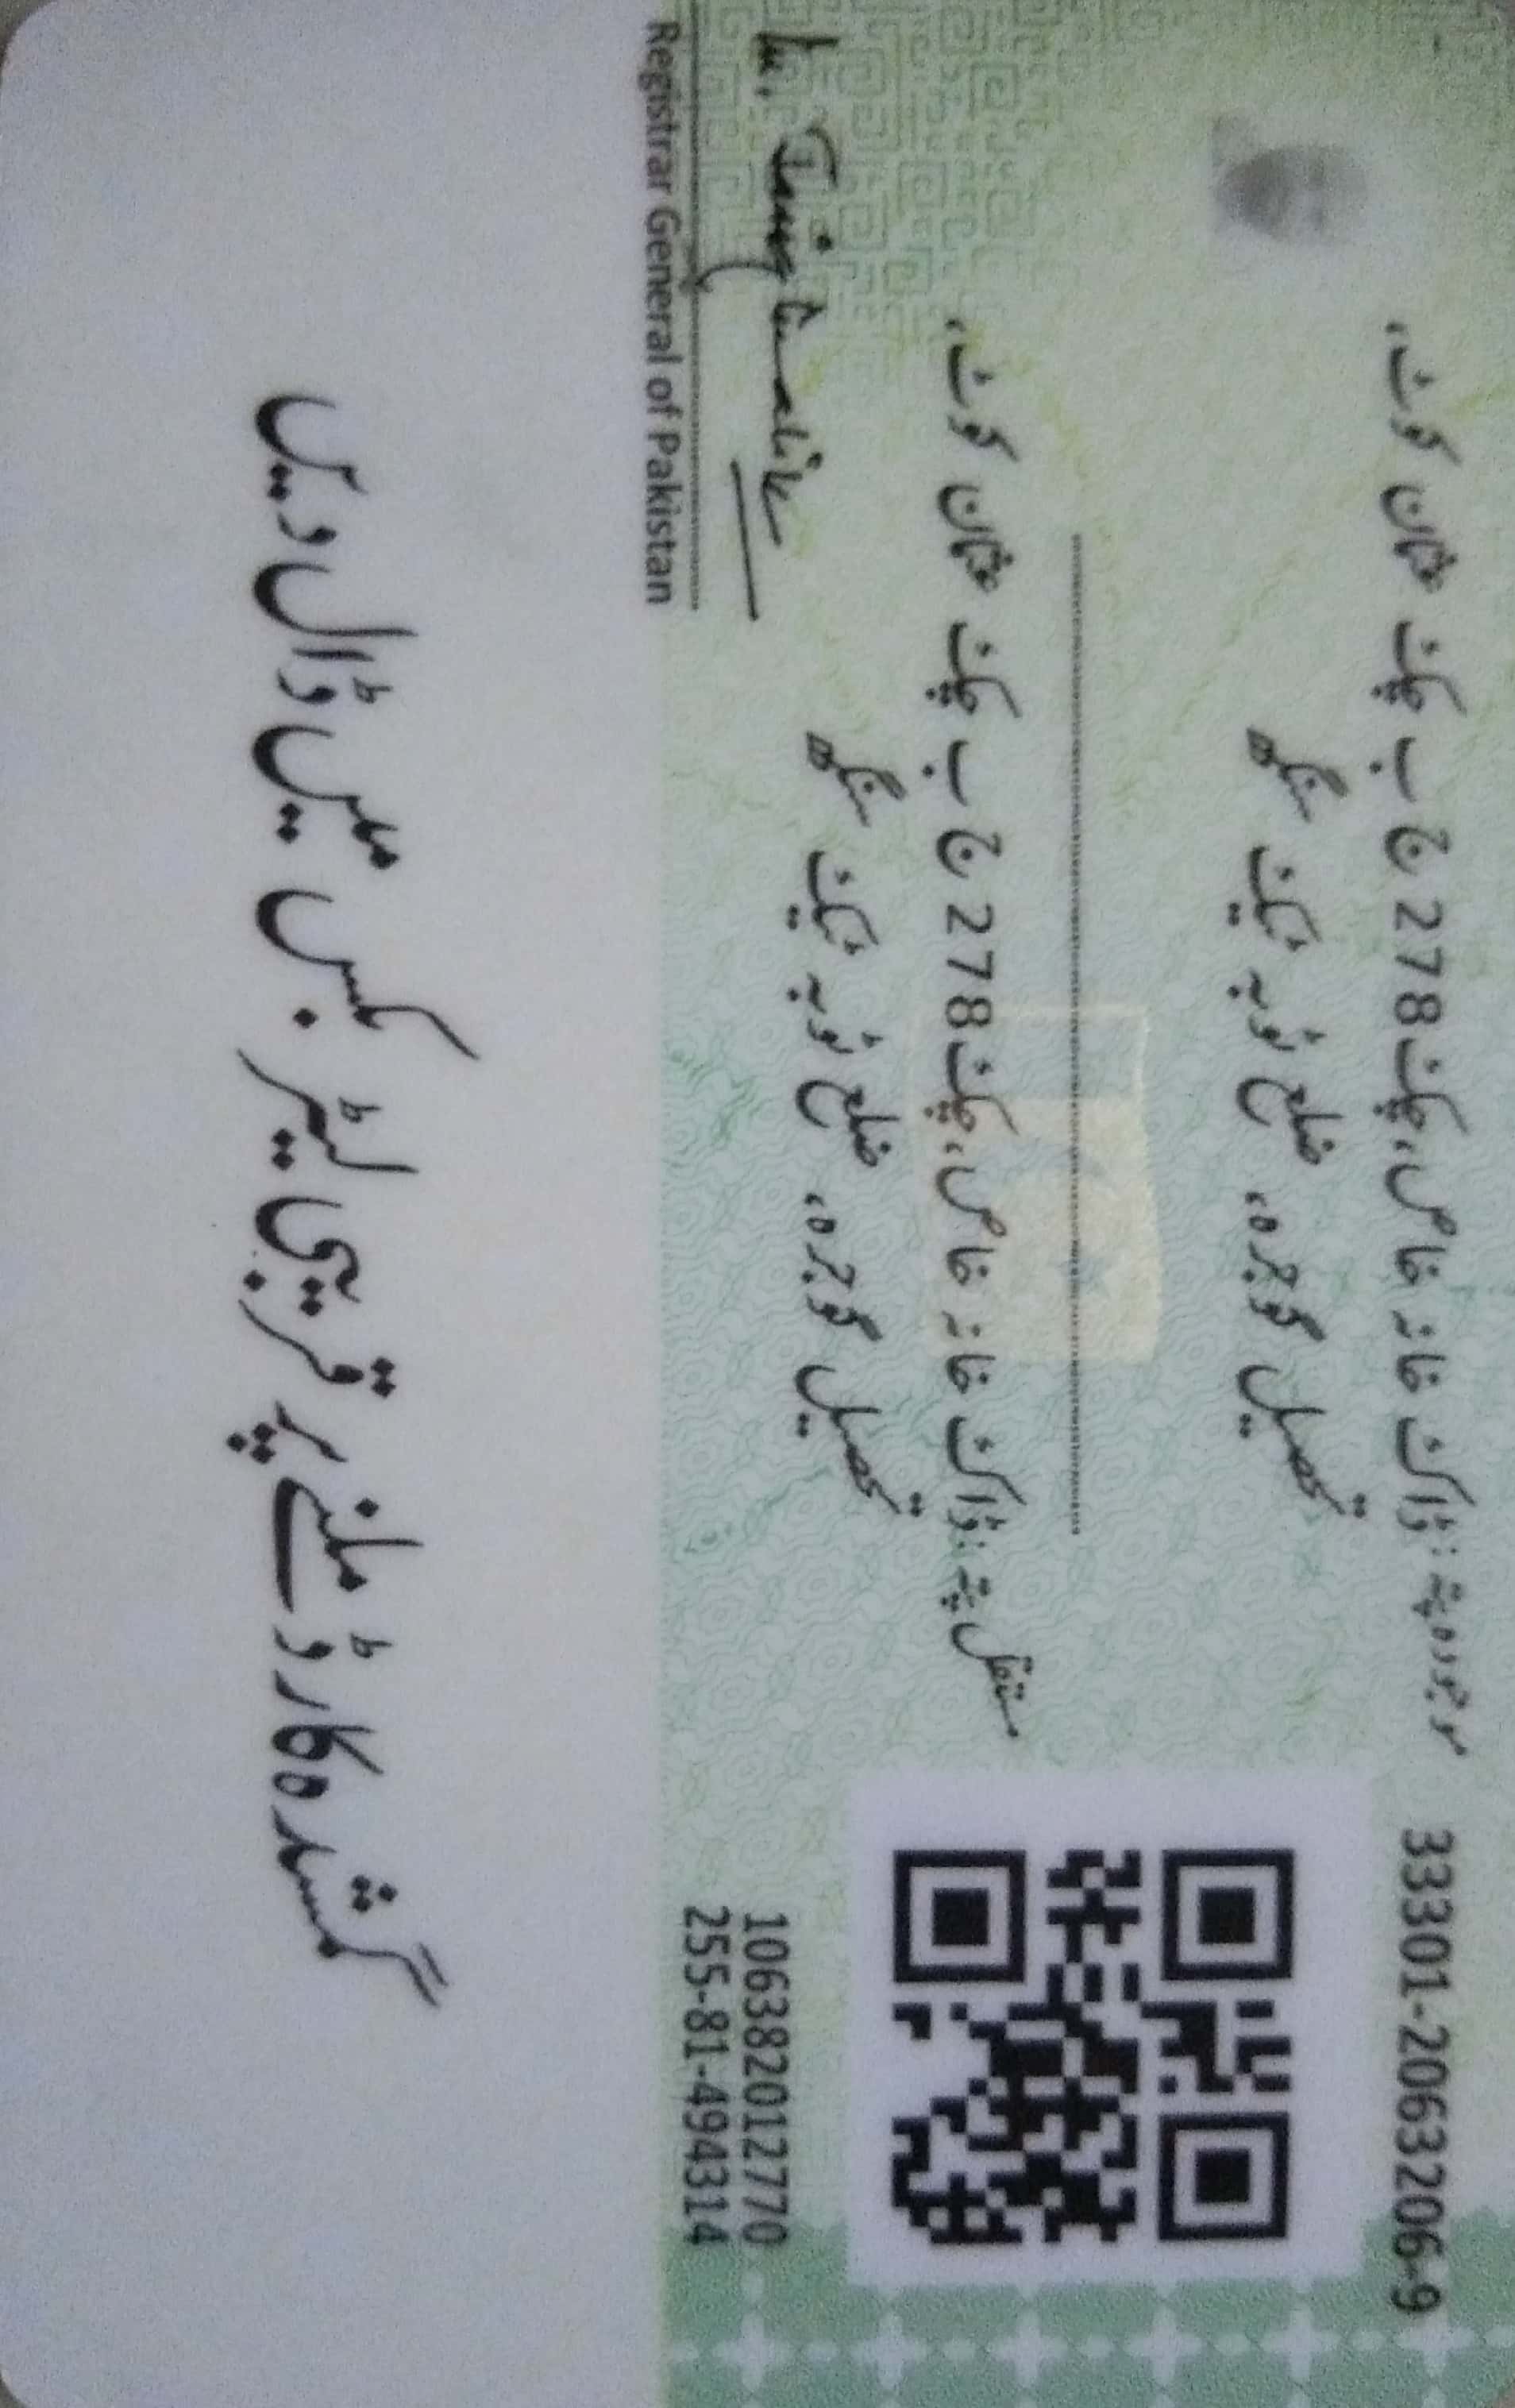 33301-2063206-9
موجودہ پتہ : ڈاک خانہ خاص، چک 278 ج ب چک عثمان کوٹ،
تحصیل گوجرہ، ضلع ٹوبہ ٹیک سنگھ
مستقل پتہ : ڈاک خانہ خاص، چک 278 ج ب چک عثمان کوٹ،
تحصیل گوجرہ، ضلع ٹوبہ ٹیک سنگھ
106382012770
255-81-494314
Registrar General of Pakistan
گمشدہ کارڈ ملنے پر قریبی لیٹر بکس میں ڈال دیں